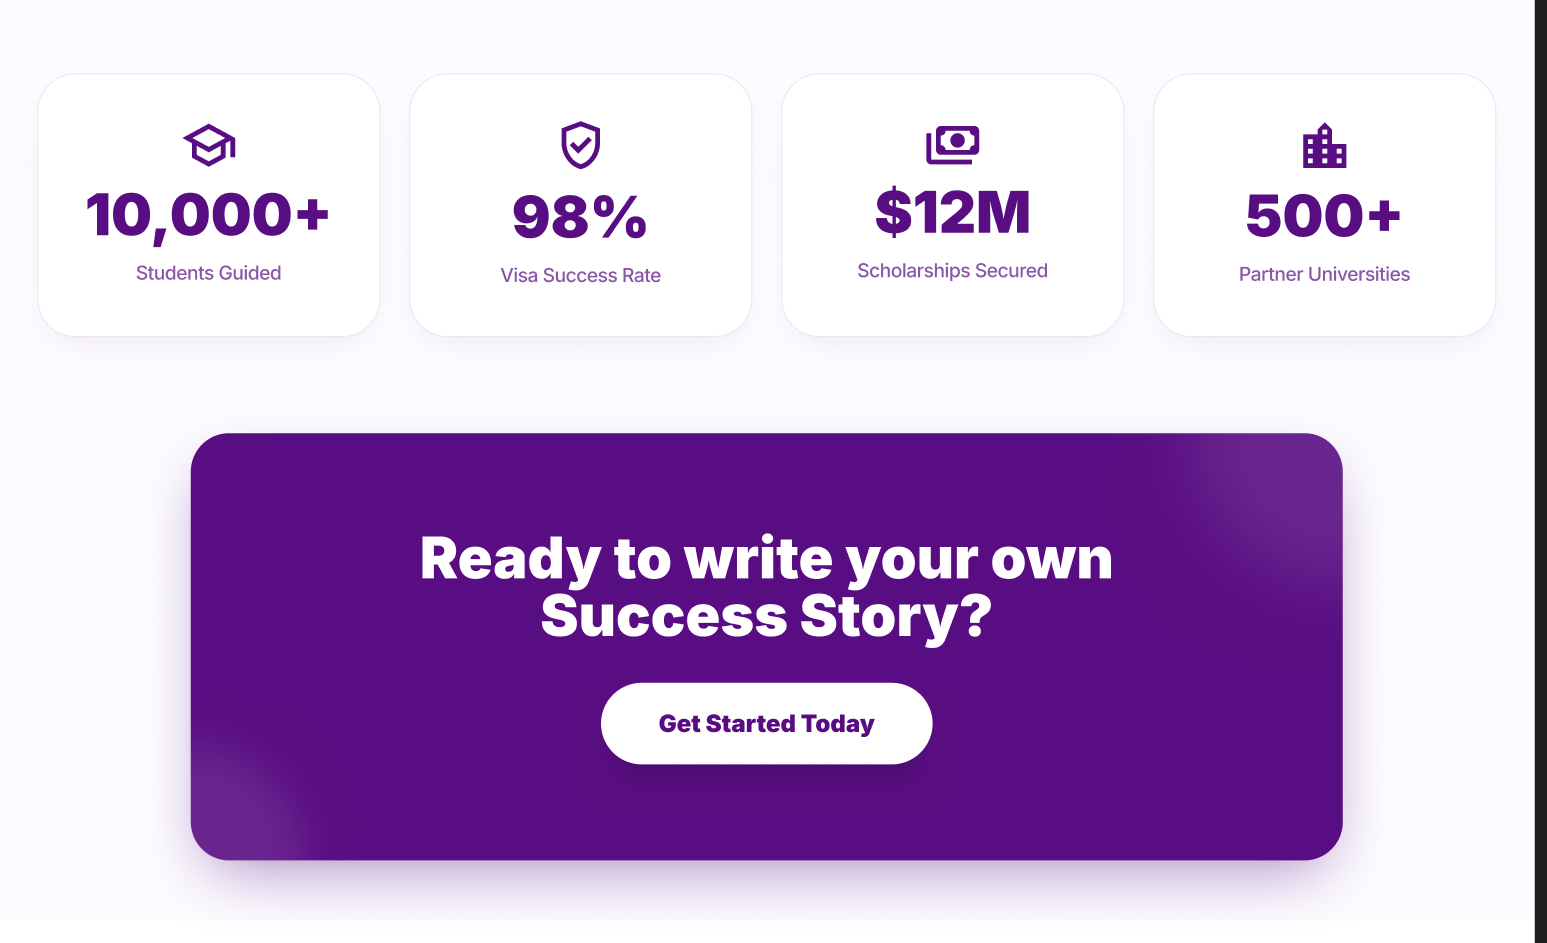 10,000+
Students Guided
98%
Visa Success Rate
$12M
Scholarships Secured
500+
Partner Universities
Ready to write your own
Success Story?
Get Started Today